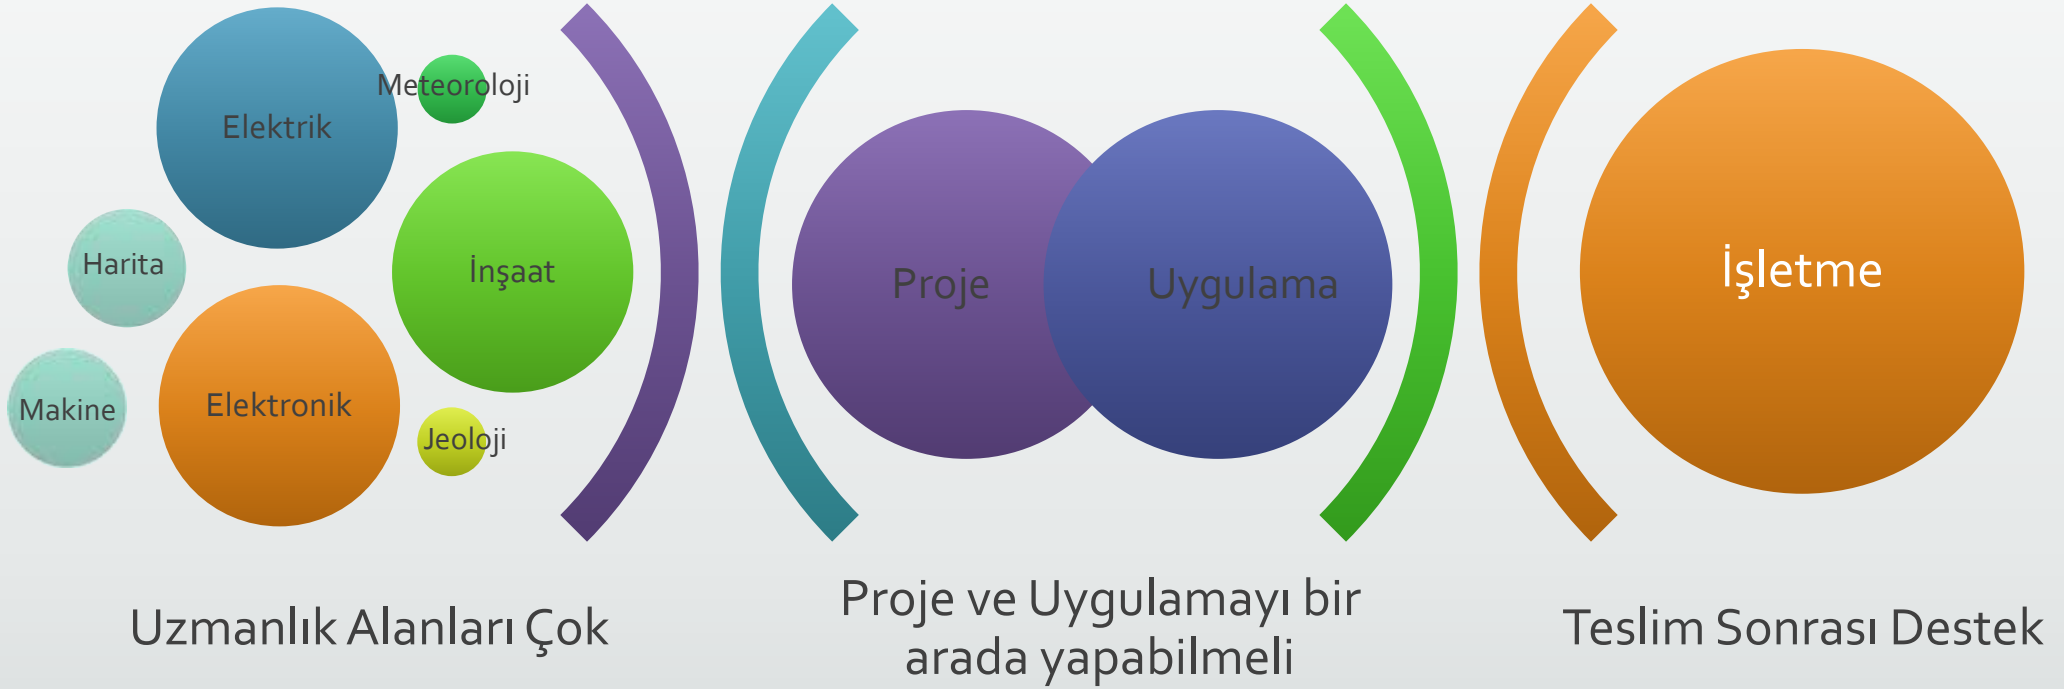 Elektrik
Meteoroloji
Harita
İnşaat
Makine
Elektronik
Jeoloji
Uzmanlık Alanları Çok
Proje
Uygulama
Proje ve Uygulamayı bir
arada yapabilmeli
İşletme
Teslim Sonrası Destek